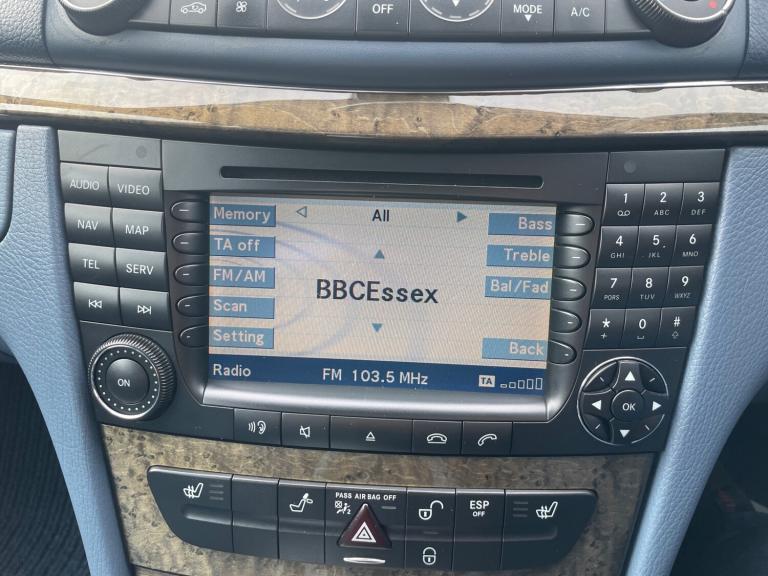 OFF
MODE
A/C
AUDIO VIDEO
NAV MAP
TEL SERV
ON
Memory
TA off
FM/AM
Scan
Setting
All
BBCEssex
Bass
Treble
Bal/Fad
Back
Radio FM 103.5 MHz TA
1 2 ABC 3 DEF
4 GHI 5 JKL 6 MNO
7 PQRS 8 TUV 9 WXYZ
* 0 #
+
OK
PASS AIR BAG OFF
2
ESP
OFF